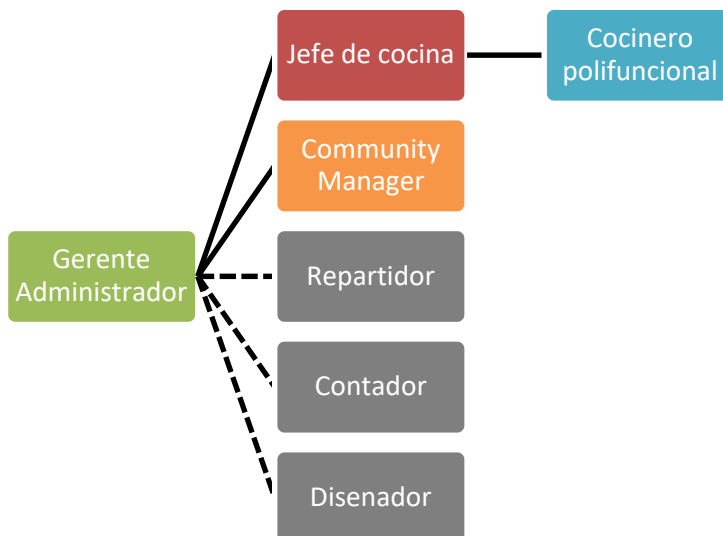 Jefe de cocina
Cocinero
polifuncional
Community
Manager
Gerente
Administrador
Repartidor
Contador
Disenador